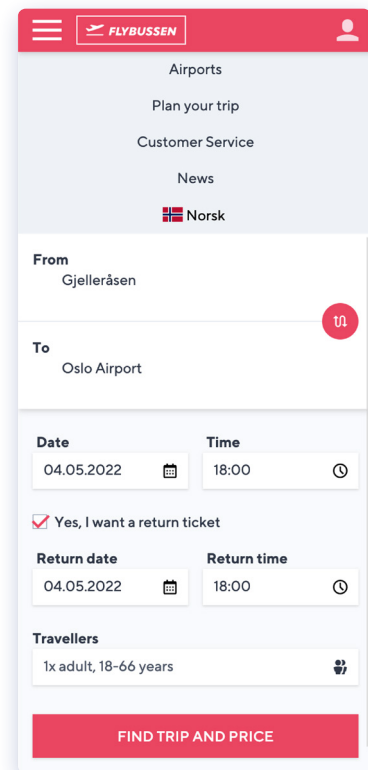 FLYBUSSEN
Airports
Plan your trip
Customer Service
News
Norsk
From
Gjelleråsen
To
Oslo Airport
Date Time
04.05.2022 18:00
Yes, I want a return ticket
Return date Return time
04.05.2022 18:00
Travellers
1x adult, 18-66 years
FIND TRIP AND PRICE